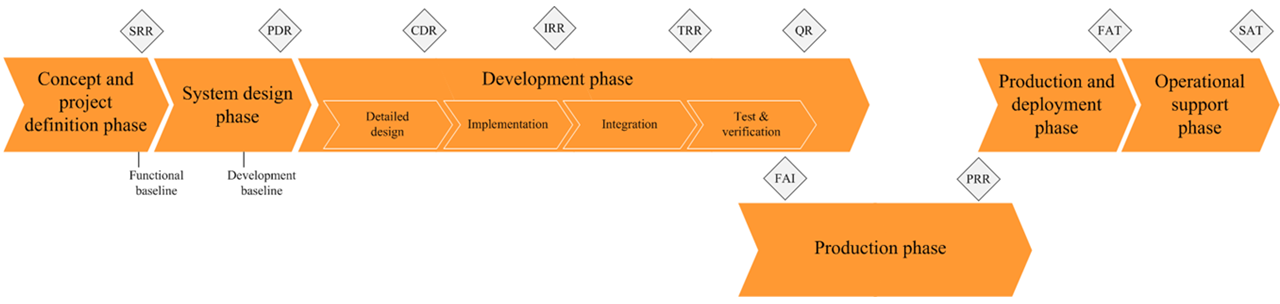 SRR
PDR
CDR
IRR
TRR
QR
FAT
SAT
Concept and
project
definition phase
System design
phase
Development phase
Detailed
design
Implementation
Integration
Test &
verification
Production and
deployment
phase
Operational
support
phase
Functional
baseline
Development
baseline
FAI
PRR
Production phase